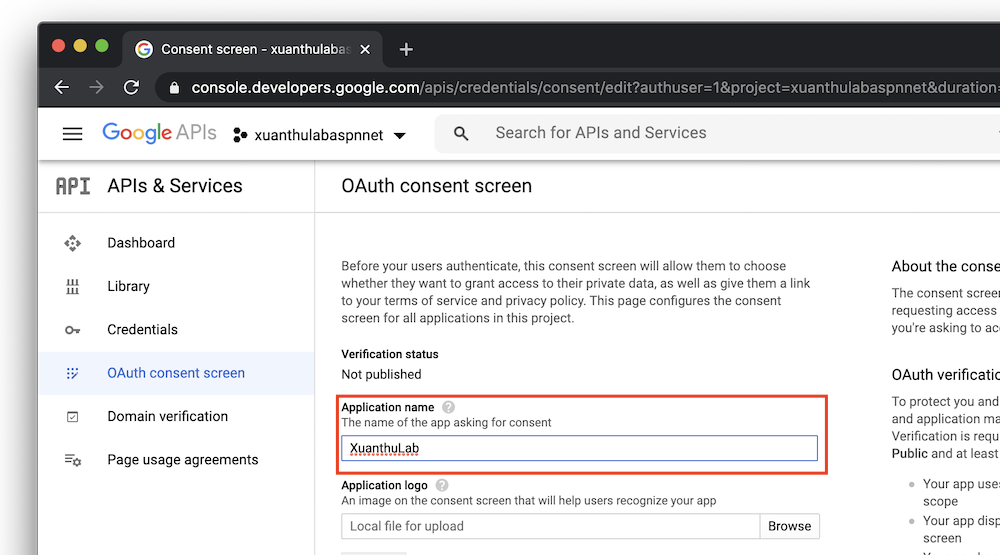 Consent screen - xuanthulabas
console.developers.google.com/apis/credentials/consent/edit?authuser=1&project=xuanthulabaspnnet&duration=
Google APIs
xuanthulabaspnnet
Search for APIs and Services
API APIs & Services
OAuth consent screen
Dashboard
Library
Credentials
OAuth consent screen
Domain verification
Page usage agreements
Before your users authenticate, this consent screen will allow them to choose
whether they want to grant access to their private data, as well as give them a link
to your terms of service and privacy policy. This page configures the consent
screen for all applications in this project.
Verification status
Not published
Application name ?
The name of the app asking for consent
XuanthuLab
Application logo ?
An image on the consent screen that will help users recognize your app
Local file for upload
Browse
About the conse
The consent screen
requesting access
you're asking to ac
OAuth verificatio
To protect you and
and application ma
Verification is requ
Public and at least
Your app uses
scope
Your app disp
screen